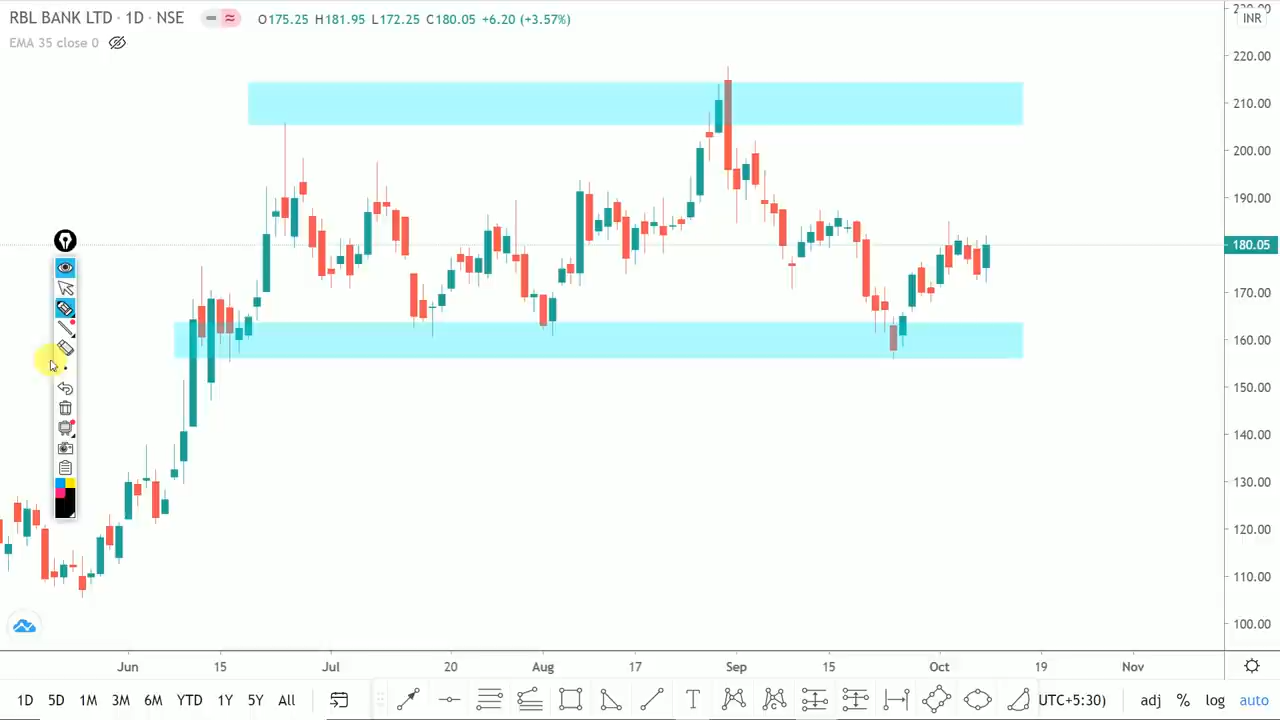 RBL BANK LTD · 1D · NSE O175.25 H181.95 L172.25 C180.05 +6.20 (+3.57%)
EMA 35 close 0
INR
220.00
210.00
200.00
190.00
180.05
170.00
160.00
150.00
140.00
130.00
120.00
110.00
100.00
Jun 15 Jul 20 Aug 17 Sep 15 Oct 19 Nov
1D 5D 1M 3M 6M YTD 1Y 5Y All UTC+5:30) adj % log auto